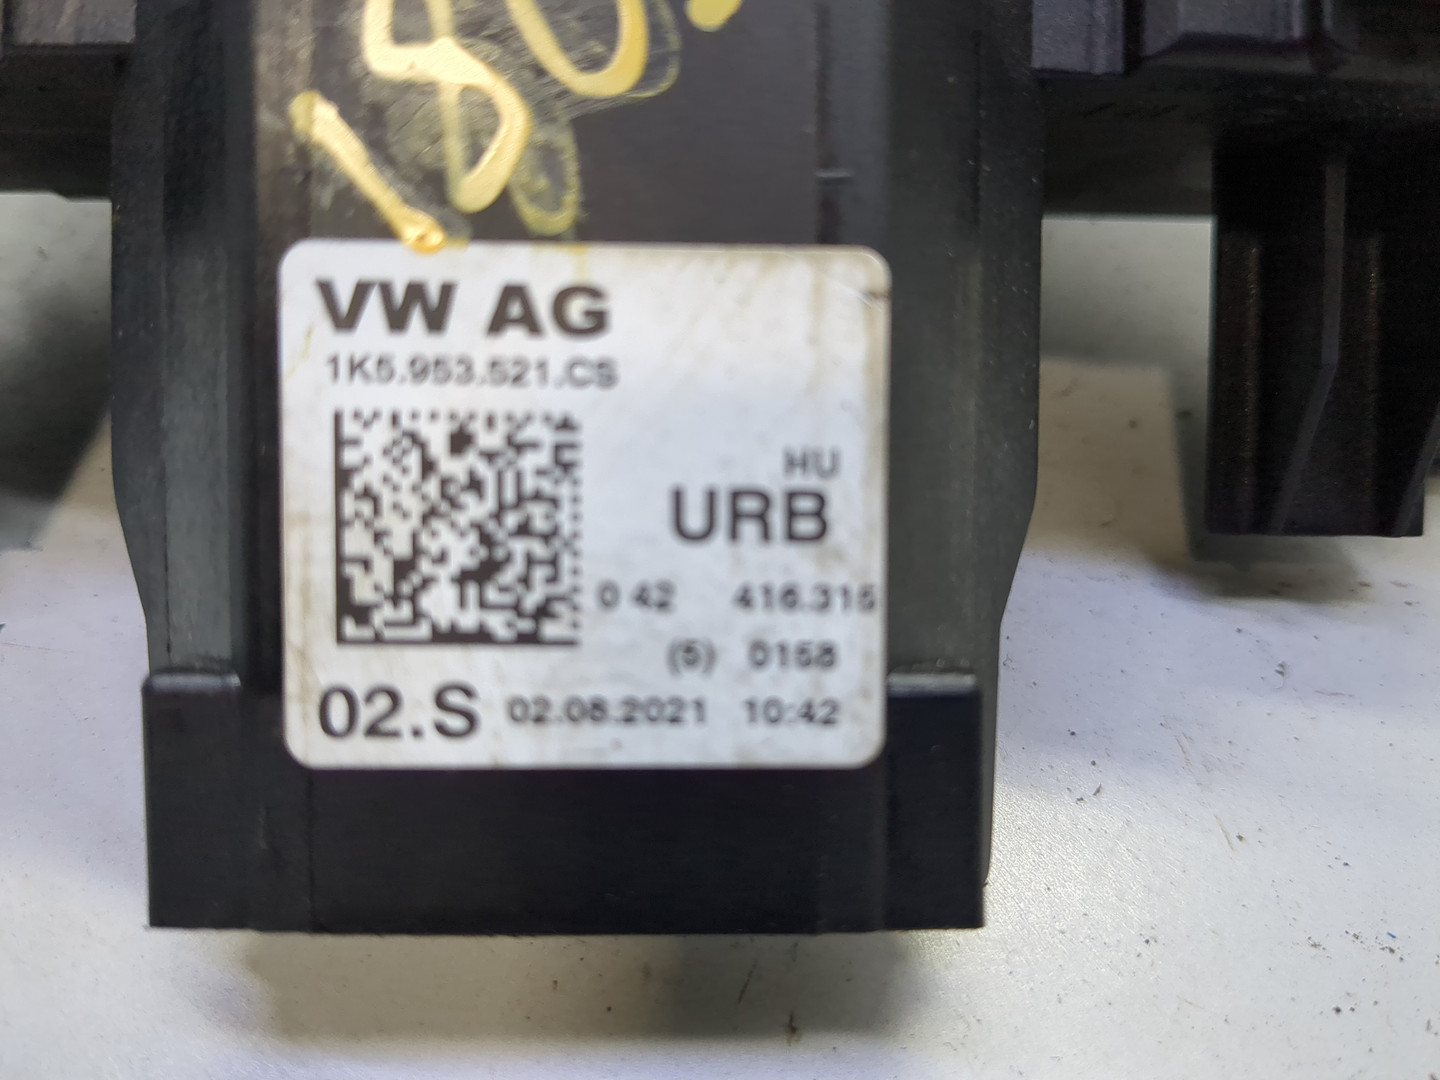 VW AG
1K5.953.521.CS
HU
URB
0 42 416.315
(5) 0158
02.S 02.08.2021 10:42